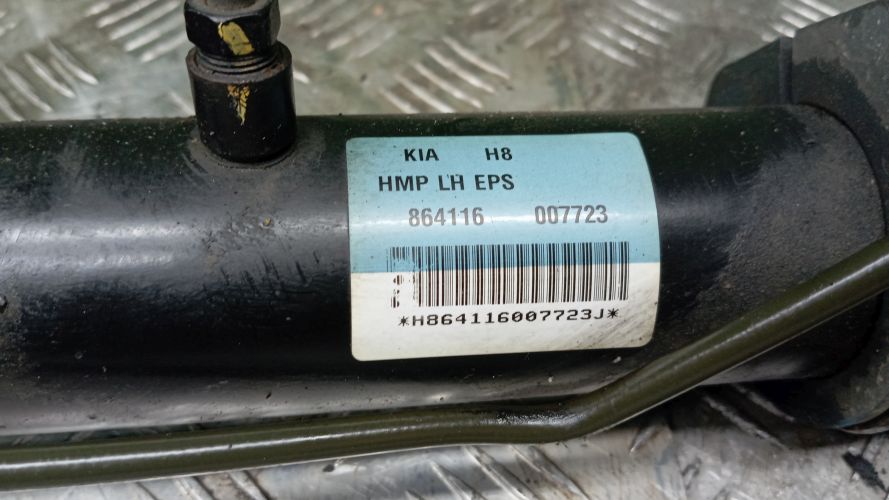 KIA H8
HMP LH EPS
864116 007723
*H864116007723J*